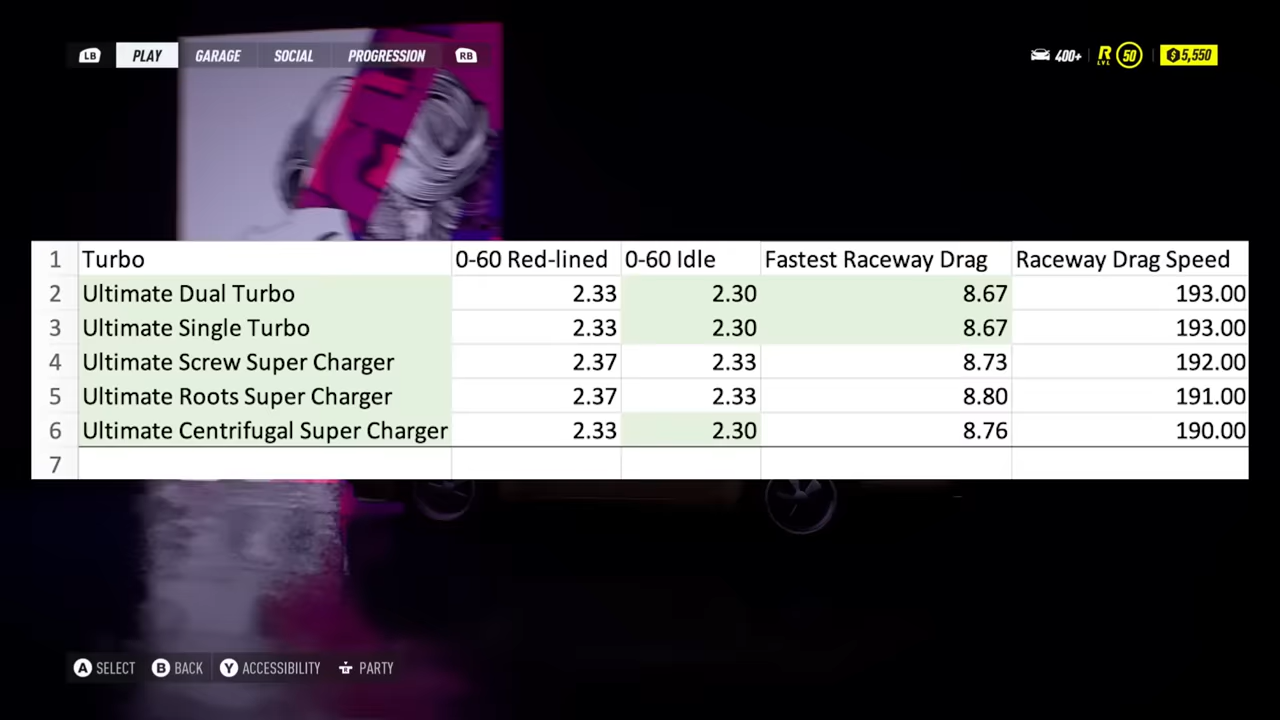 LB PLAY GARAGE SOCIAL PROGRESSION RB 400+ R LVL 50 $5,550
1 Turbo 0-60 Red-lined 0-60 Idle Fastest Raceway Drag Raceway Drag Speed
2 Ultimate Dual Turbo 2.33 2.30 8.67 193.00
3 Ultimate Single Turbo 2.33 2.30 8.67 193.00
4 Ultimate Screw Super Charger 2.37 2.33 8.73 192.00
5 Ultimate Roots Super Charger 2.37 2.33 8.80 191.00
6 Ultimate Centrifugal Super Charger 2.33 2.30 8.76 190.00
7
A SELECT B BACK Y ACCESSIBILITY PARTY